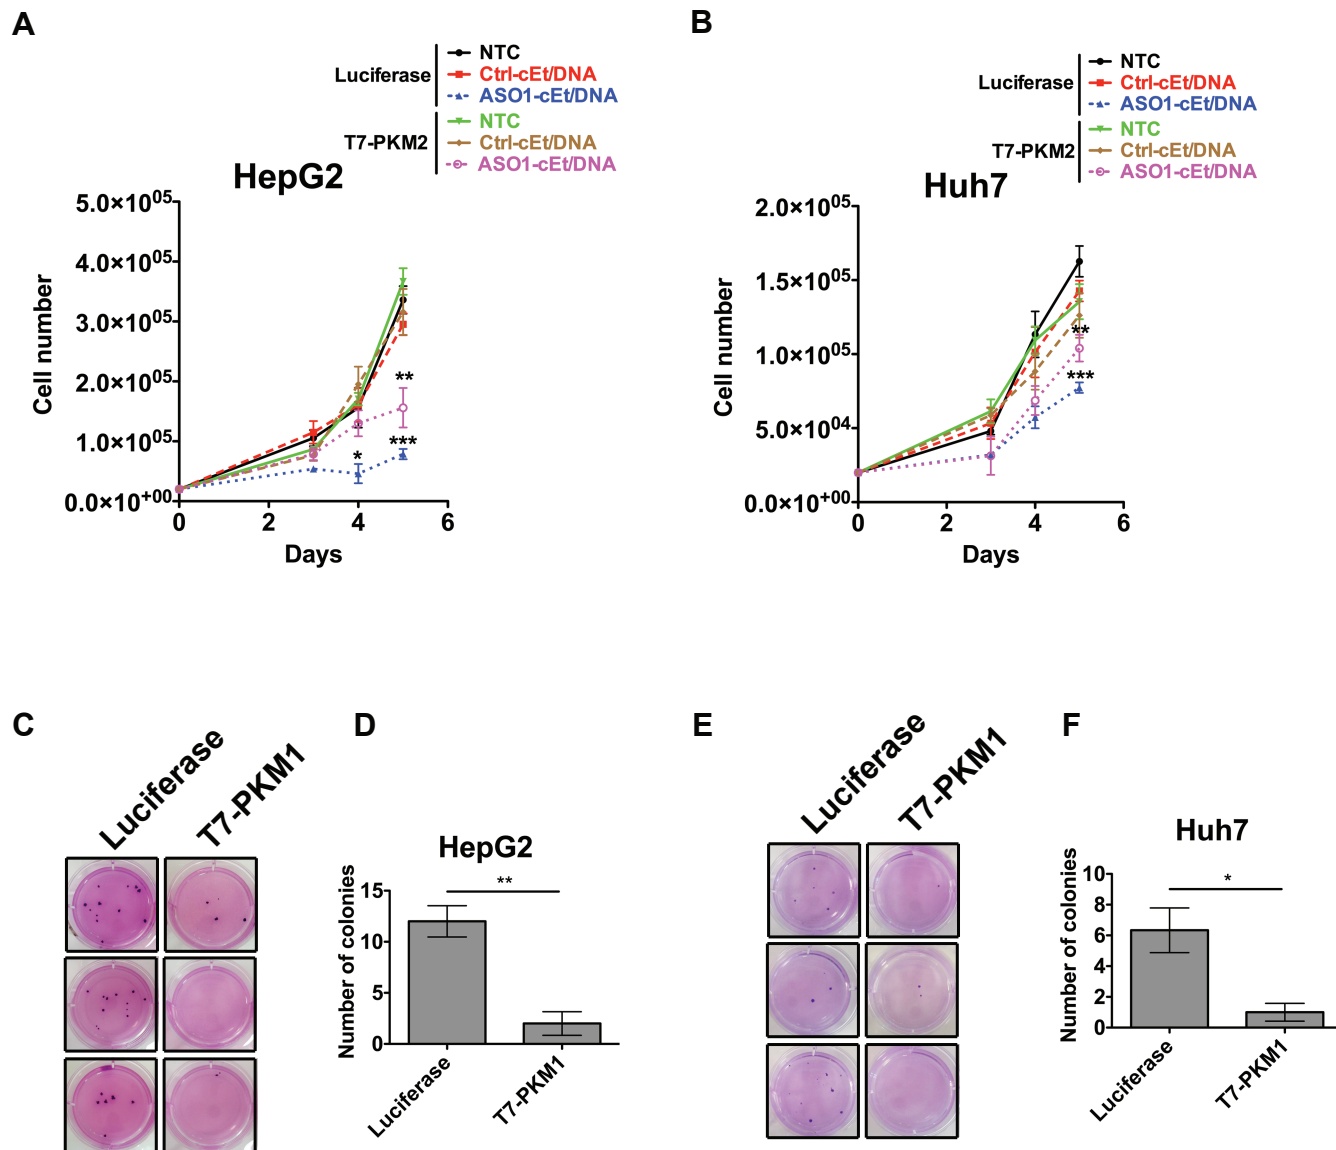 A
Luciferase
NTC
Ctrl-cEt/DNA
ASO1-cEt/DNA
T7-PKM2
NTC
Ctrl-cEt/DNA
ASO1-cEt/DNA
HepG2
5.0×10^05
4.0×10^05
3.0×10^05
2.0×10^05
1.0×10^05
0.0×10^+00
Cell number
**
***
*
0 2 4 6
Days
B
Luciferase
NTC
Ctrl-cEt/DNA
ASO1-cEt/DNA
T7-PKM2
NTC
Ctrl-cEt/DNA
ASO1-cEt/DNA
Huh7
2.0×10^05
1.5×10^05
1.0×10^05
5.0×10^04
0.0×10^+00
Cell number
**
***
0 2 4 6
Days
C
Luciferase
T7-PKM1
D
HepG2
**
15
10
5
0
Number of colonies
Luciferase
T7-PKM1
E
Luciferase
T7-PKM1
F
Huh7
*
10
8
6
4
2
0
Number of colonies
Luciferase
T7-PKM1